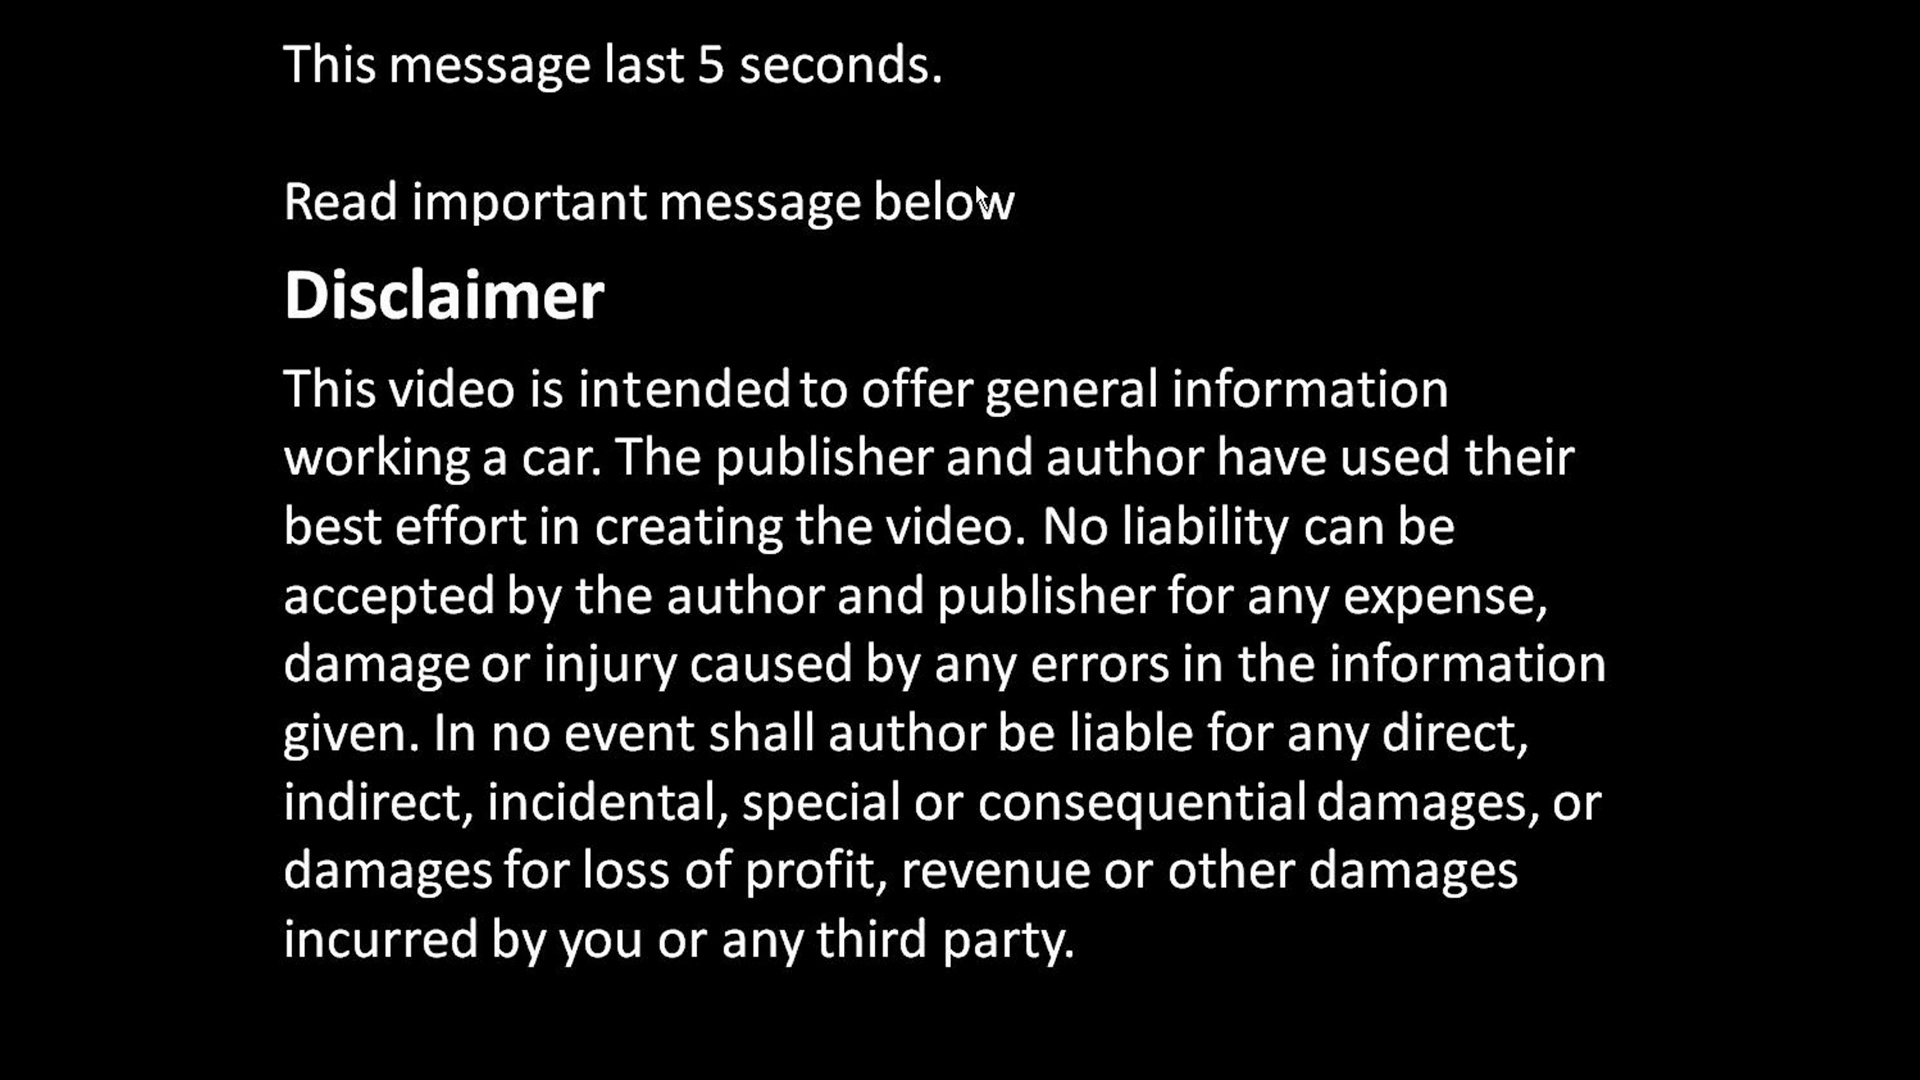 This message last 5 seconds.
Read important message below
Disclaimer
This video is intended to offer general information
working a car. The publisher and author have used their
best effort in creating the video. No liability can be
accepted by the author and publisher for any expense,
damage or injury caused by any errors in the information
given. In no event shall author be liable for any direct,
indirect, incidental, special or consequential damages, or
damages for loss of profit, revenue or other damages
incurred by you or any third party.